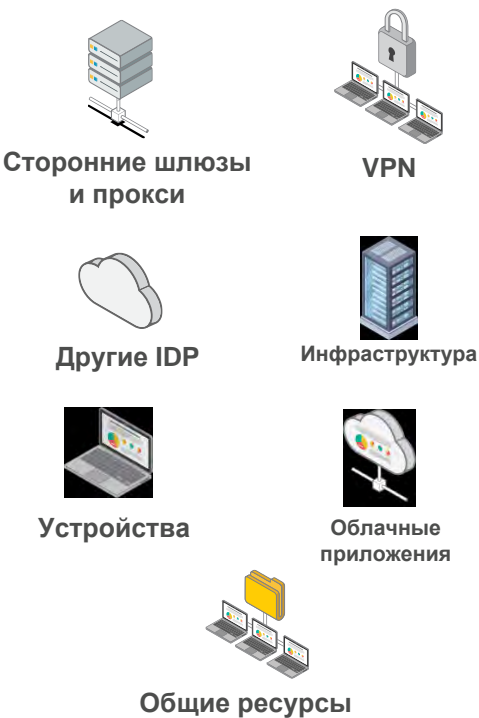 Сторонние шлюзы
и прокси
VPN
Другие IDP
Инфраструктура
Устройства
Облачные
приложения
Общие ресурсы